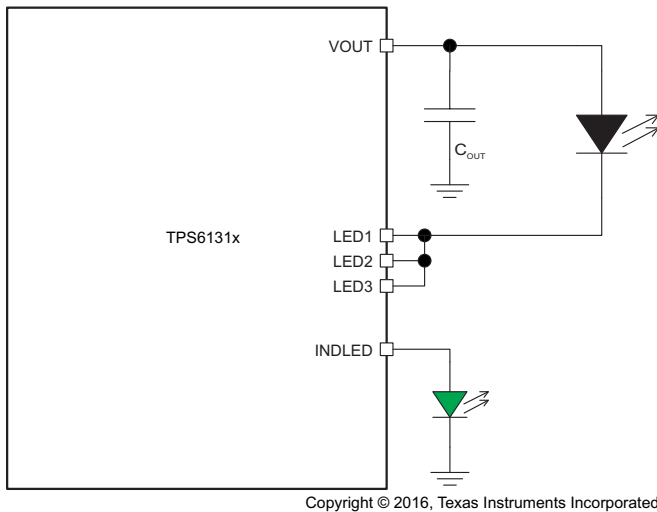 VOUT
C_OUT
TPS6131x
LED1
LED2
LED3
INDLED
Copyright © 2016, Texas Instruments Incorporated